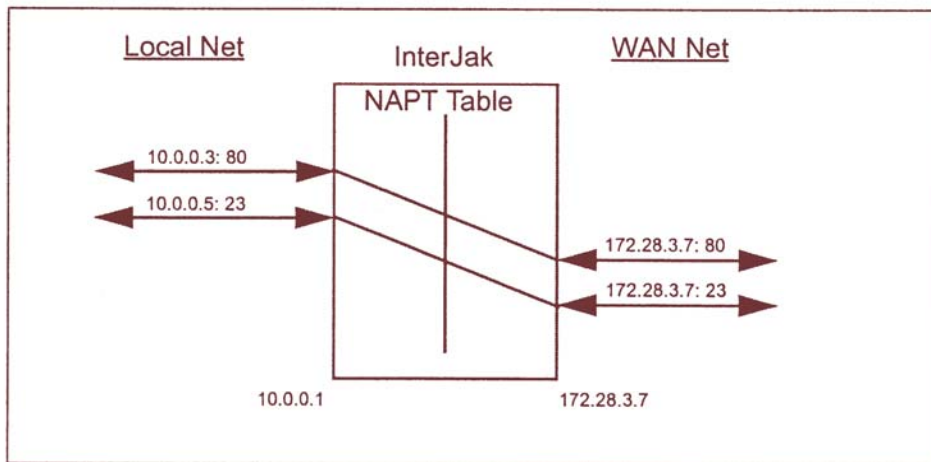 Local Net
InterJak
WAN Net
NAPT Table
10.0.0.3: 80
10.0.0.5: 23
172.28.3.7: 80
172.28.3.7: 23
10.0.0.1
172.28.3.7